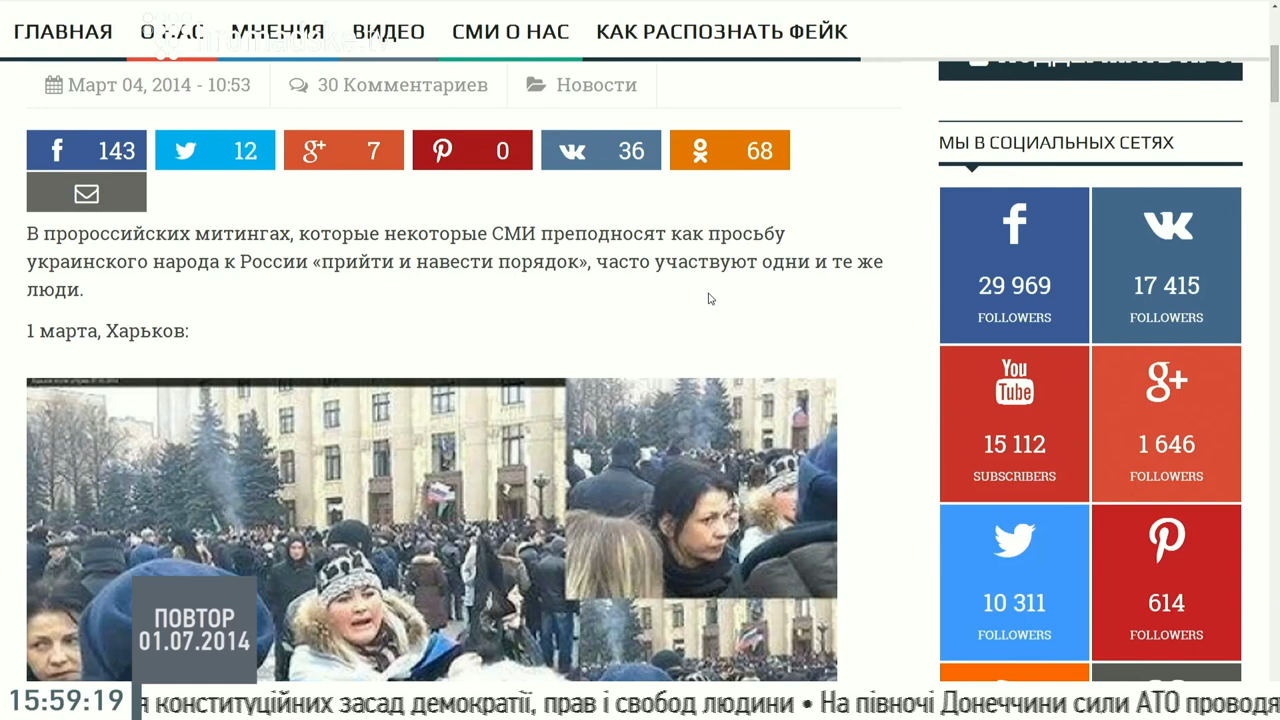 ГЛАВНАЯ О НАС МНЕНИЯ ВИДЕО СМИ О НАС КАК РАСПОЗНАТЬ ФЕЙК
hromadske.tv
Март 04, 2014 - 10:53 30 Комментариев Новости
143 12 7 0 36 68
В пророссийских митингах, которые некоторые СМИ преподносят как просьбу
украинского народа к России «прийти и навести порядок», часто участвуют одни и те же
люди.
1 марта, Харьков:
МЫ В СОЦИАЛЬНЫХ СЕТЯХ
29 969 17 415
FOLLOWERS FOLLOWERS
You
Tube
15 112 1 646
SUBSCRIBERS FOLLOWERS
10 311 614
FOLLOWERS FOLLOWERS
ПОВТОР
01.07.2014
15:59:19 я конституційних засад демократії, прав і свобод людини • На півночі Донеччини сили АТО проводя